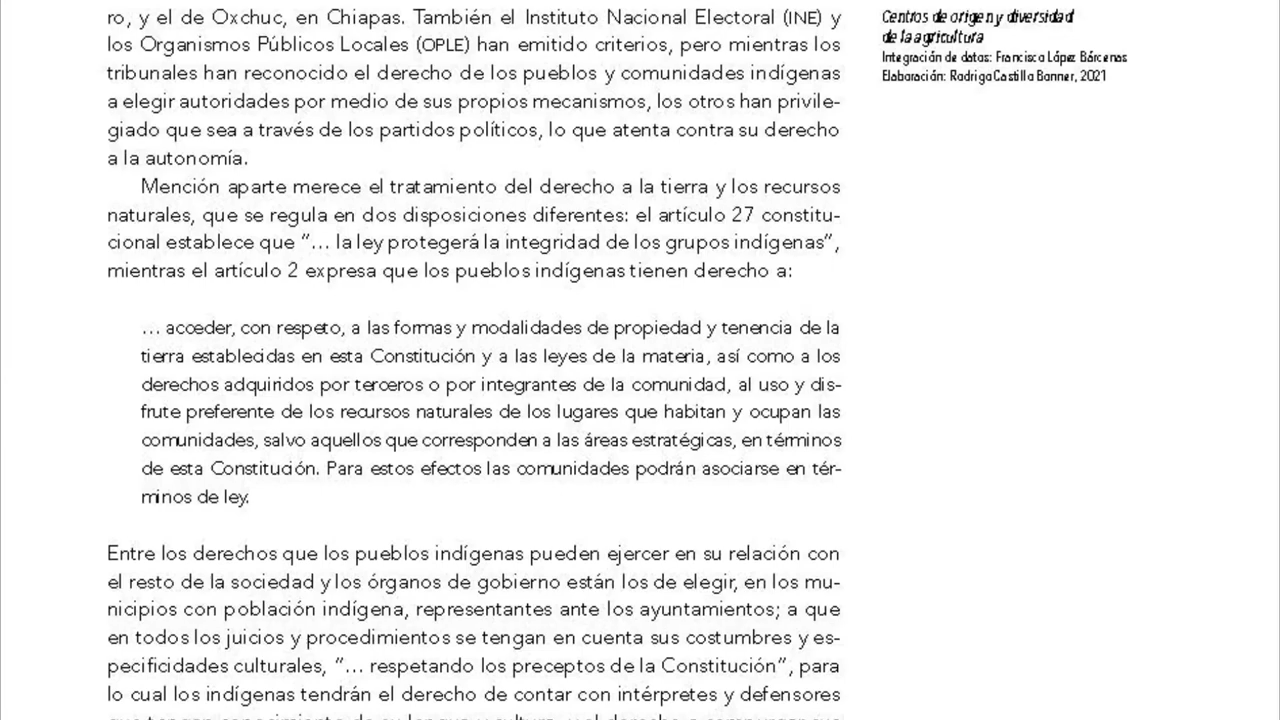 ro, y el de Oxchuc, en Chiapas. También el Instituto Nacional Electoral (INE) y
los Organismos Públicos Locales (OPLE) han emitido criterios, pero mientras los
tribunales han reconocido el derecho de los pueblos y comunidades indígenas
a elegir autoridades por medio de sus propios mecanismos, los otros han privile-
giado que sea a través de los partidos políticos, lo que atenta contra su derecho
a la autonomía.
Mención aparte merece el tratamiento del derecho a la tierra y los recursos
naturales, que se regula en dos disposiciones diferentes: el artículo 27 constitu-
cional establece que “… la ley protegerá la integridad de los grupos indígenas”,
mientras el artículo 2 expresa que los pueblos indígenas tienen derecho a:
… acceder, con respeto, a las formas y modalidades de propiedad y tenencia de la
tierra establecidas en esta Constitución y a las leyes de la materia, así como a los
derechos adquiridos por terceros o por integrantes de la comunidad, al uso y dis-
frute preferente de los recursos naturales de los lugares que habitan y ocupan las
comunidades, salvo aquellos que corresponden a las áreas estratégicas, en términos
de esta Constitución. Para estos efectos las comunidades podrán asociarse en tér-
minos de ley.
Entre los derechos que los pueblos indígenas pueden ejercer en su relación con
el resto de la sociedad y los órganos de gobierno están los de elegir, en los mu-
nicipios con población indígena, representantes ante los ayuntamientos; a que
en todos los juicios y procedimientos se tengan en cuenta sus costumbres y es-
pecificidades culturales, “… respetando los preceptos de la Constitución”, para
lo cual los indígenas tendrán el derecho de contar con intérpretes y defensores
Centros de origen y diversidad
de la agricultura
Integración de datos: Francisco López Bárcenas
Elaboración: Rodrigo Castilla Banner, 2021